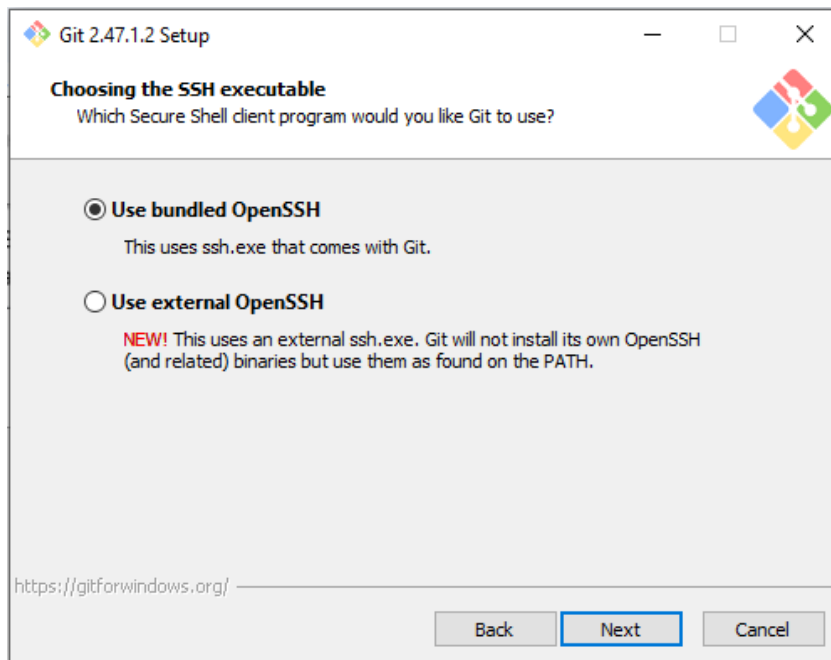 Git 2.47.1.2 Setup
Choosing the SSH executable
Which Secure Shell client program would you like Git to use?
Use bundled OpenSSH
This uses ssh.exe that comes with Git.
Use external OpenSSH
NEW! This uses an external ssh.exe. Git will not install its own OpenSSH
(and related) binaries but use them as found on the PATH.
https://gitforwindows.org/
Back Next Cancel